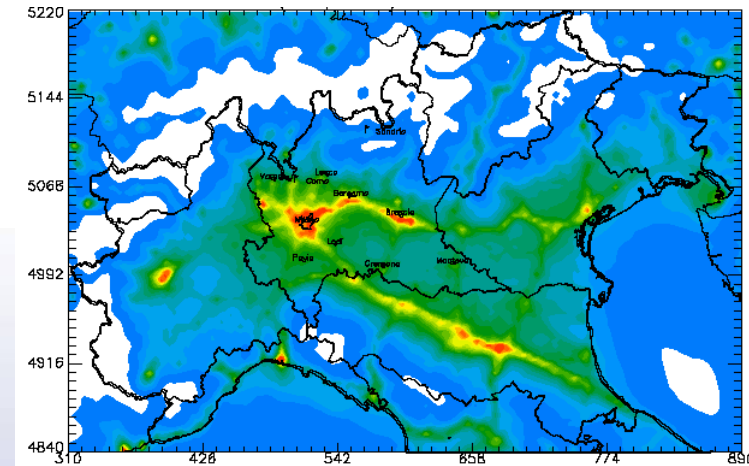 5220
5144
Sondrio
Varese
Lecco
5068
Como
Bergamo
Milano
Brescia
Lodi
Pavia
Cremona
Mantova
4992
4916
4840
310
426
542
658
774
890